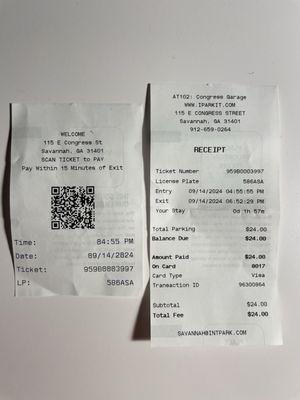 WELCOME
115 E Congress St
Savannah, GA 31401
SCAN TICKET to PAY
Pay Within 15 Minutes of Exit
Time: 04:55 PM
Date: 09/14/2024
Ticket: 959B0003997
LP: 586ASA
AT102: Congress Garage
WWW.IPARKIT.COM
115 E CONGRESS STREET
Savannah, GA 31401
912-659-0264
RECEIPT
Ticket Number 959B0003997
License Plate 586ASA
Entry 09/14/2024 04:55:55 PM
Exit 09/14/2024 06:52:29 PM
Your Stay 0d 1h 57m
Total Parking $24.00
Balance Due $24.00
Amount Paid $24.00
On Card 8017
Card Type Visa
Transaction ID 96300864
Subtotal $24.00
Total Fee $24.00
SAVANNAH@INTPARK.COM